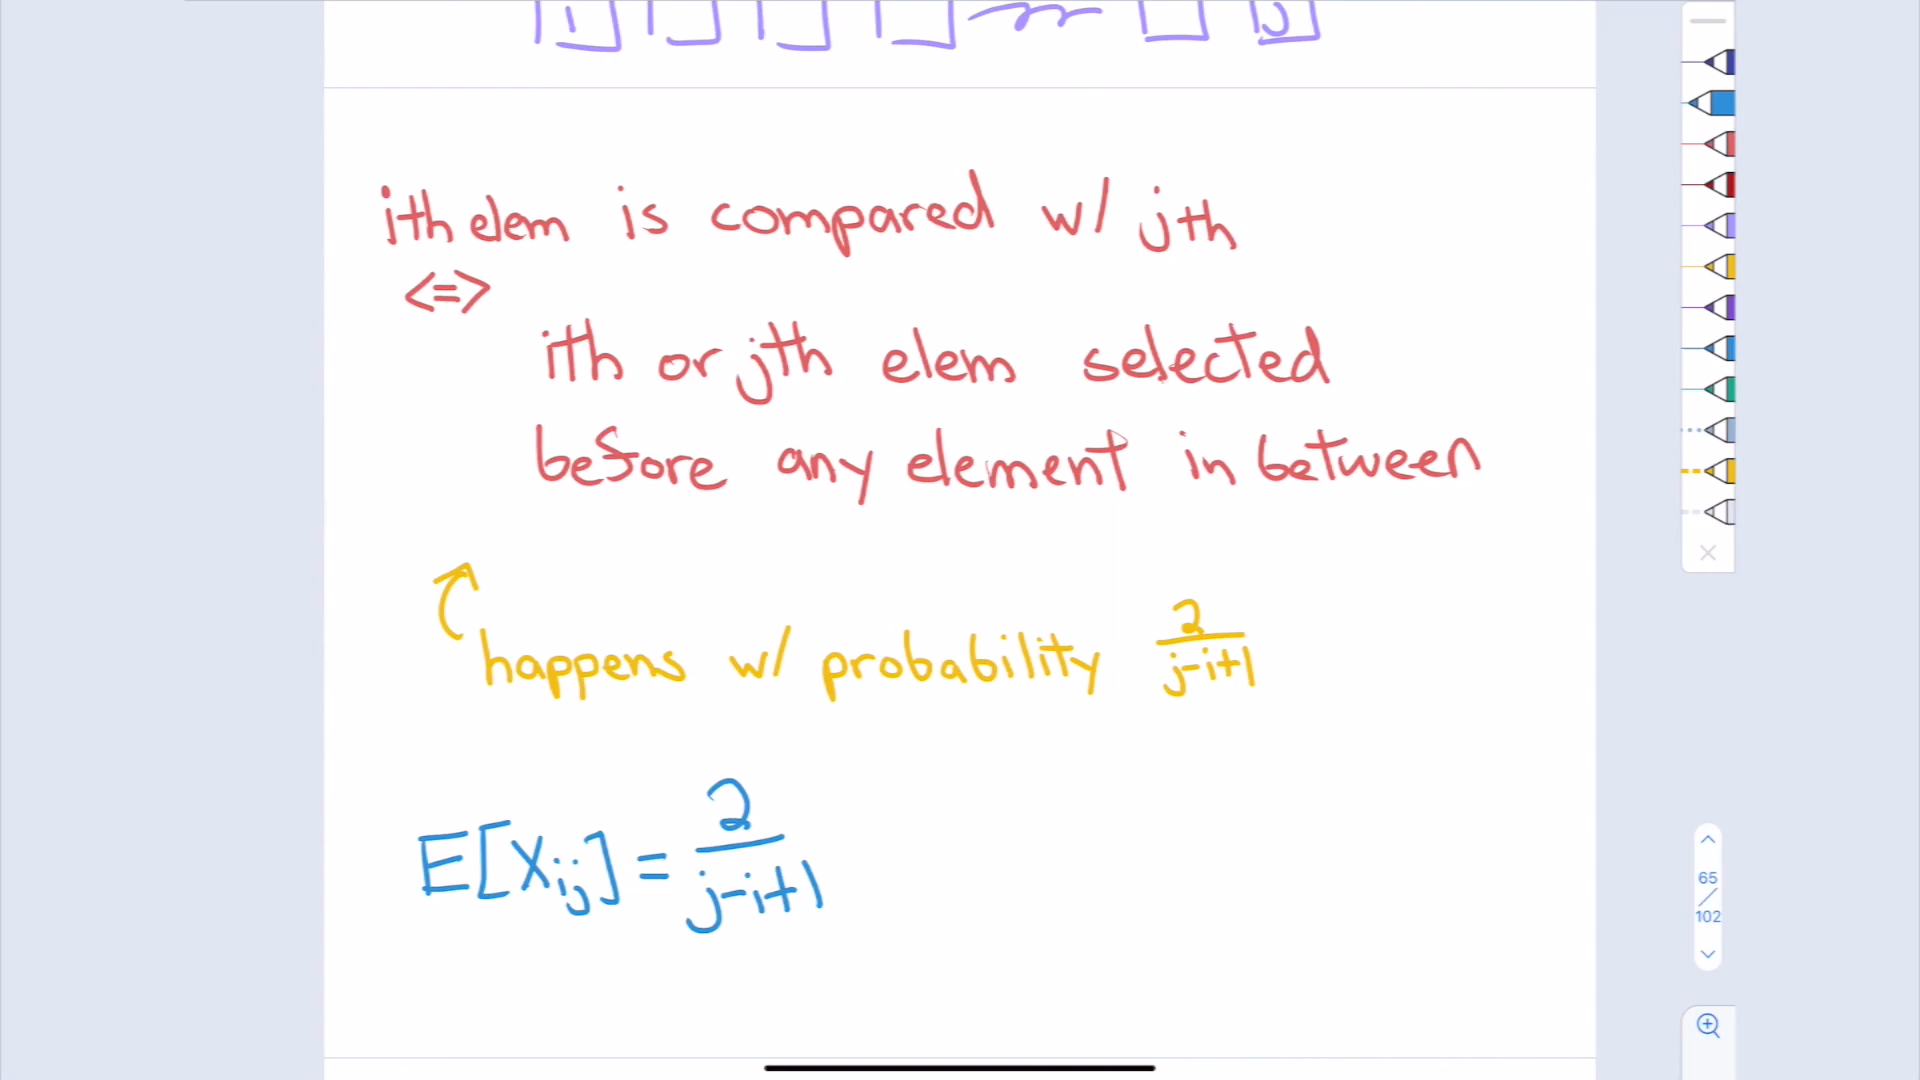 i j
ith elem is compared w/ jth
<=>
ith or jth elem selected
before any element in between
happens w/ probability 2/(j-i+1)
E[Xij] = 2/(j-i+1)
65
/
102